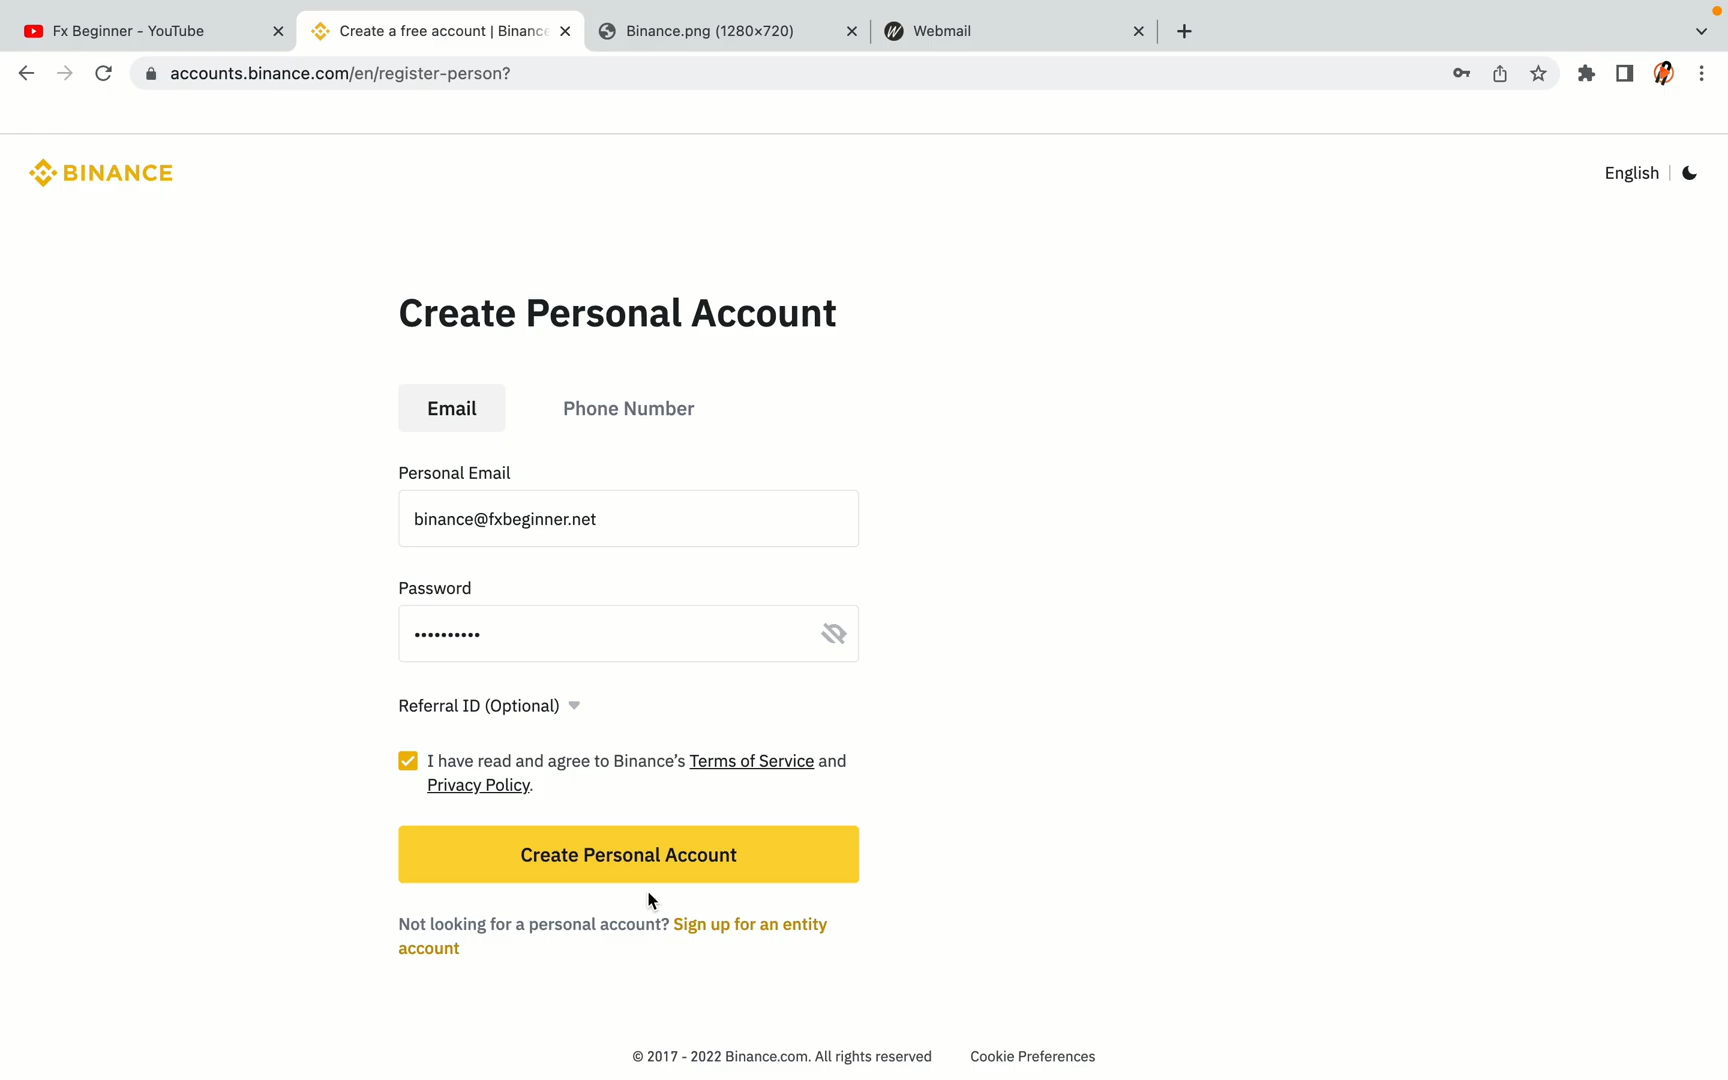 Fx Beginner - YouTube
Create a free account | Binance
Binance.png (1280×720)
Webmail
accounts.binance.com/en/register-person?
BINANCE
English
Create Personal Account
Email
Phone Number
Personal Email
binance@fxbeginner.net
Password
••••••••••
Referral ID (Optional)
I have read and agree to Binance's Terms of Service and
Privacy Policy.
Create Personal Account
Not looking for a personal account? Sign up for an entity
account
© 2017 - 2022 Binance.com. All rights reserved
Cookie Preferences